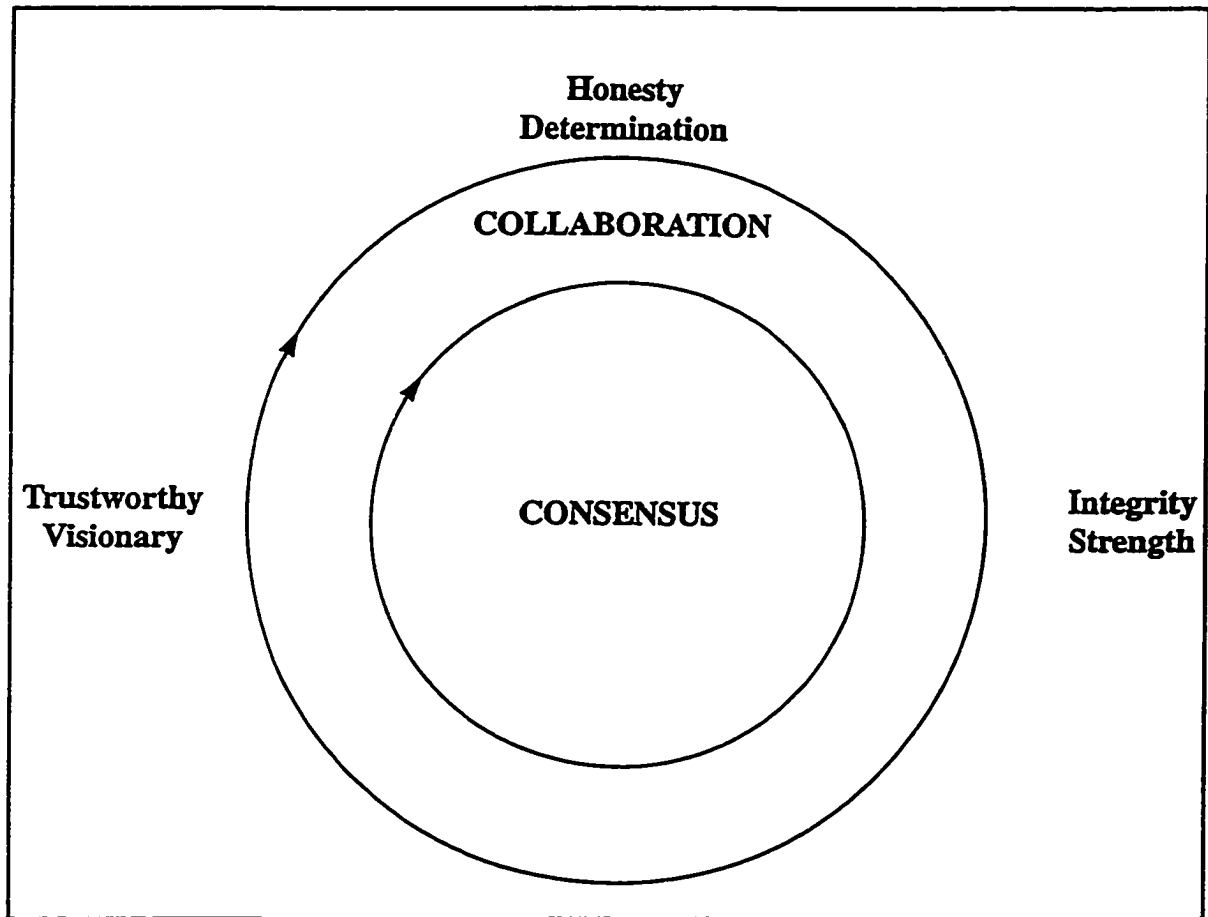 Honesty
Determination
COLLABORATION
Trustworthy
Visionary
CONSENSUS
Integrity
Strength